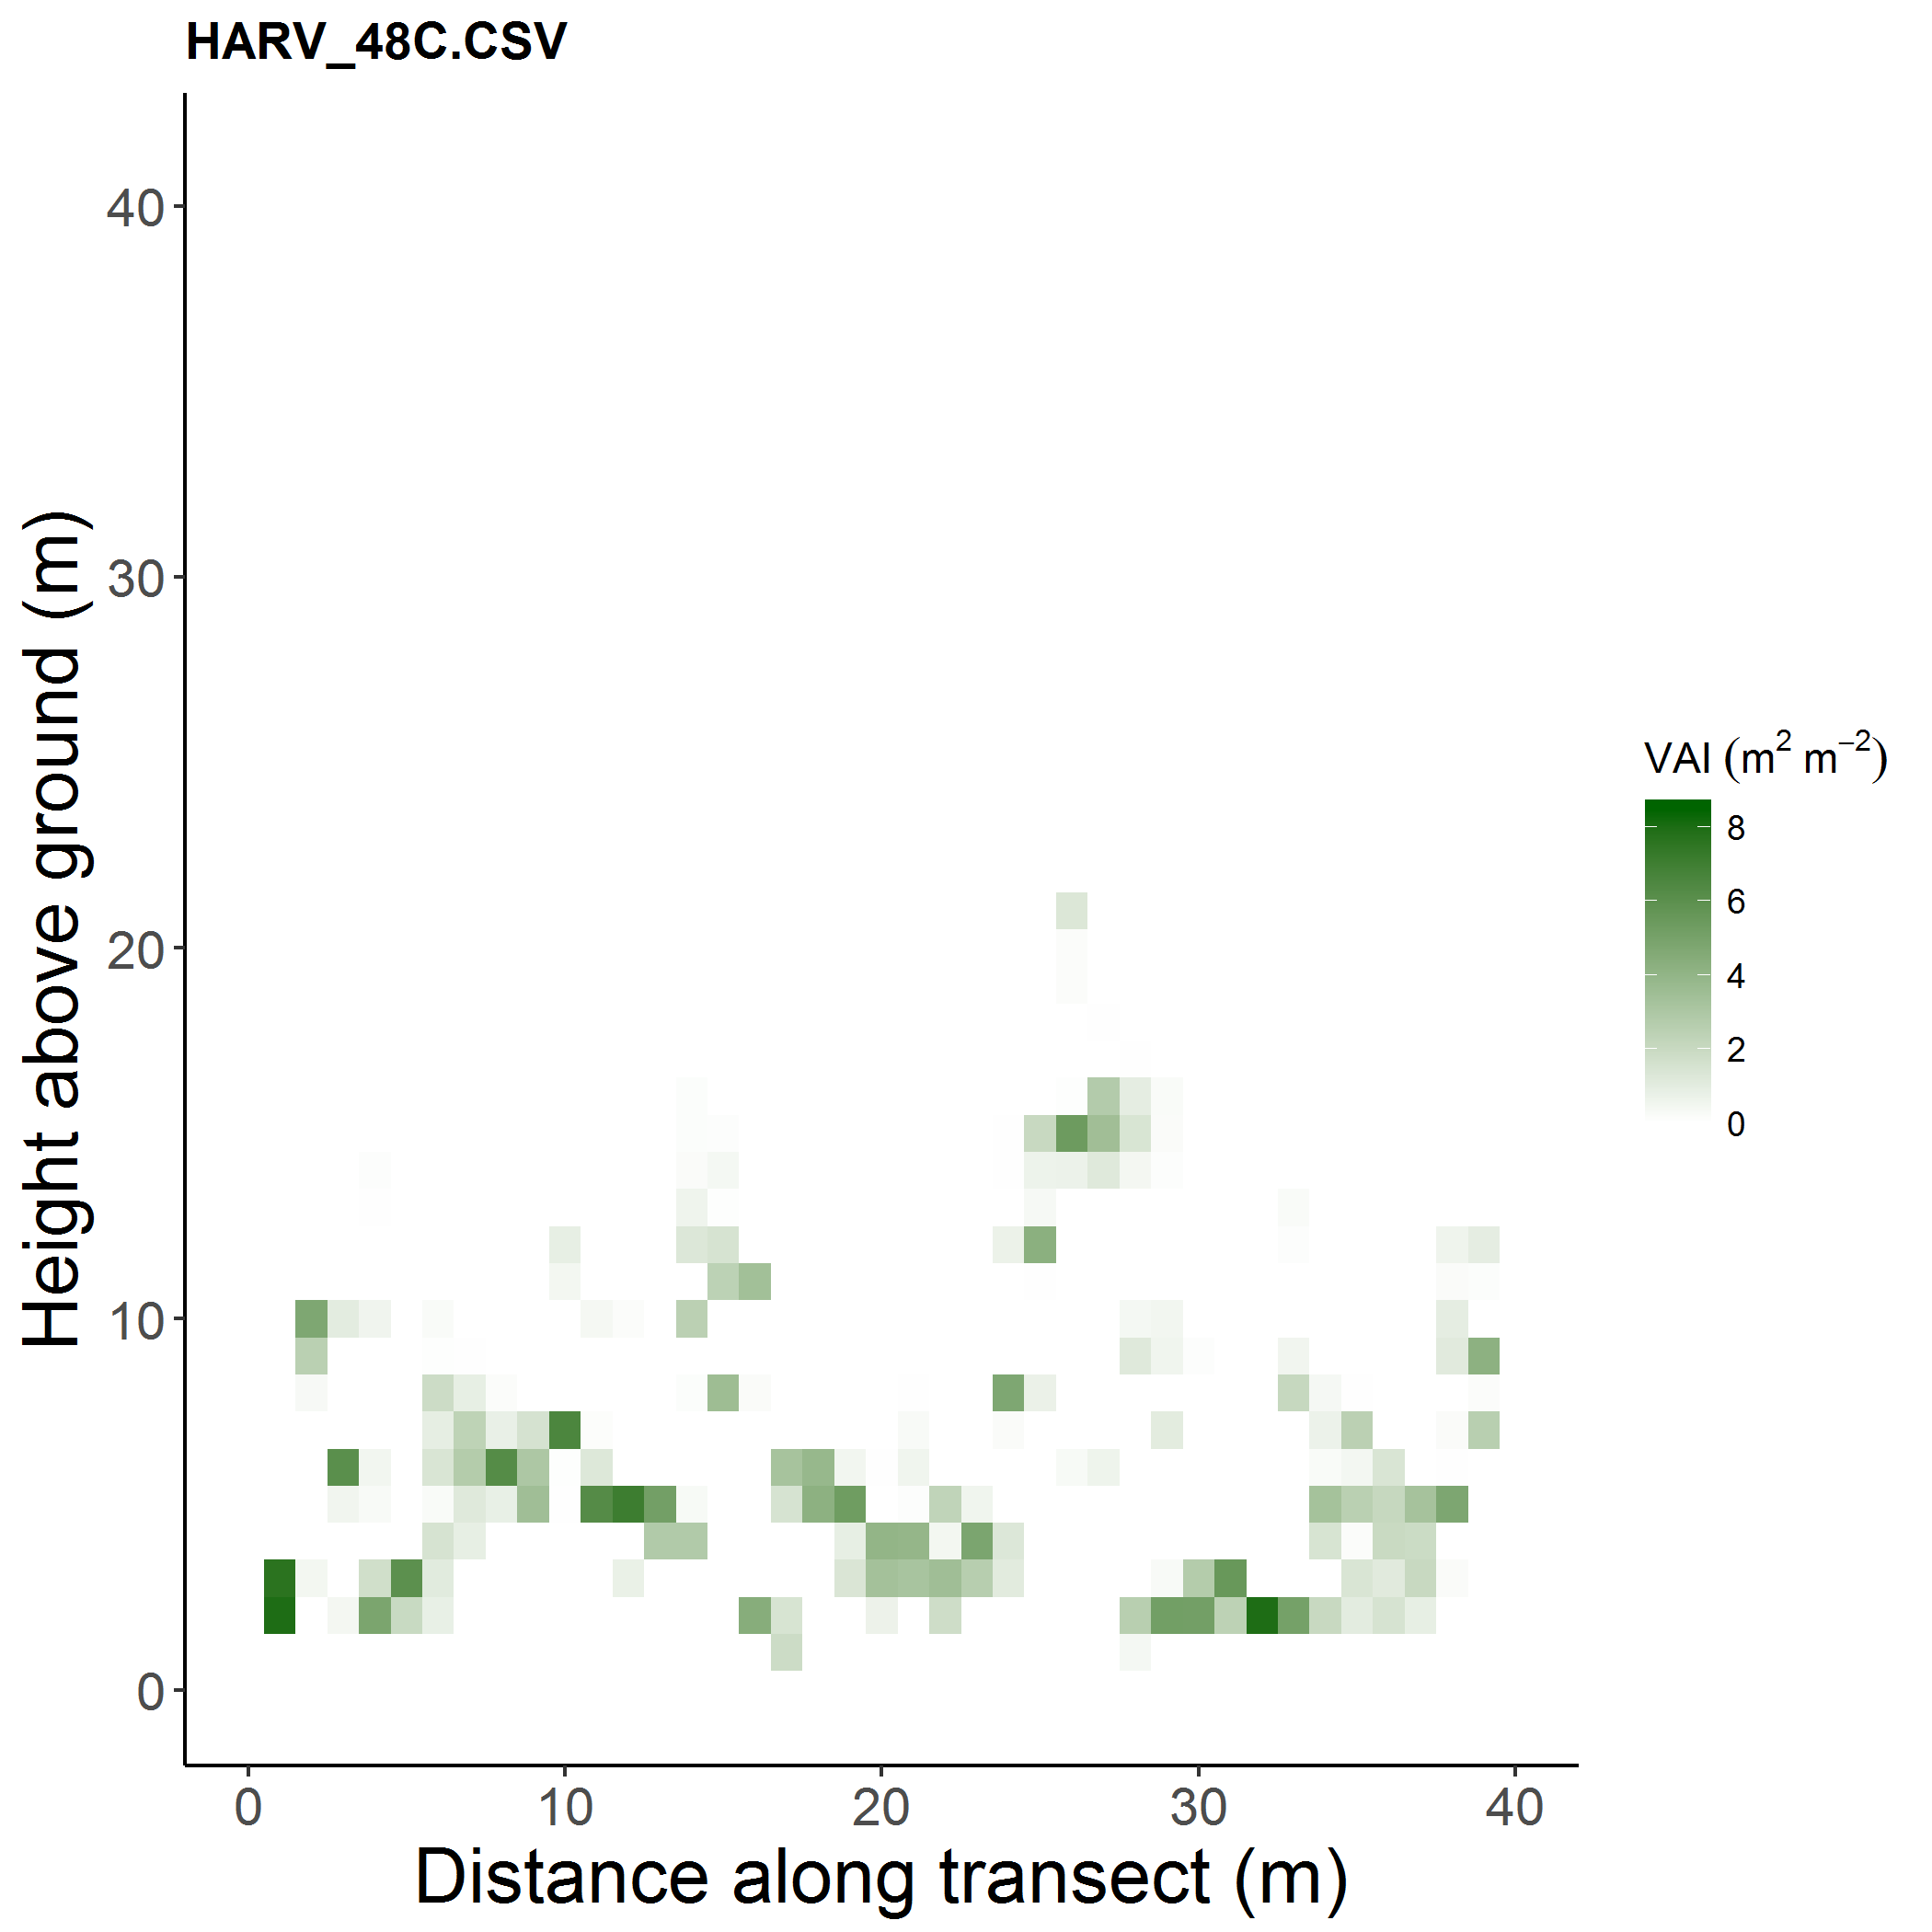 HARV_48C.CSV
Height above ground (m)
40
30
20
10
0
0 10 20 30 40
Distance along transect (m)
VAI (m² m⁻²)
8
6
4
2
0